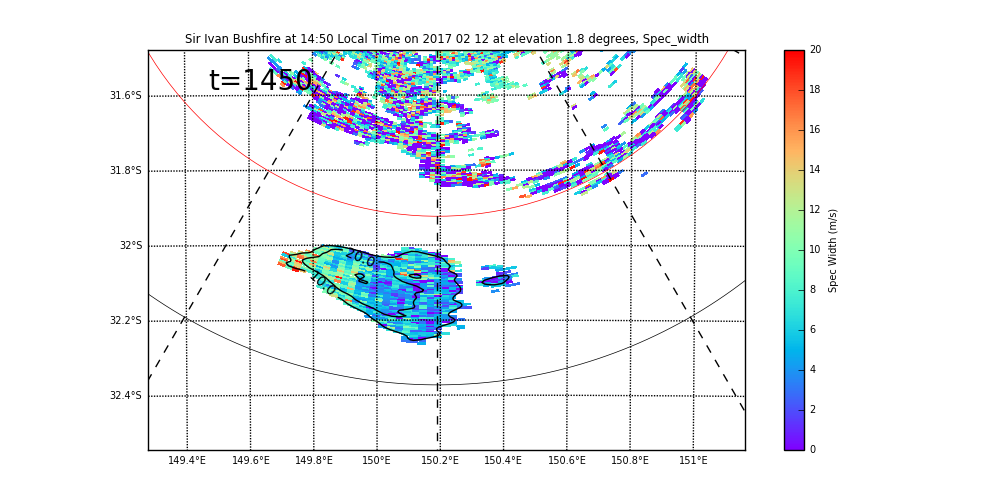 Sir Ivan Bushfire at 14:50 Local Time on 2017 02 12 at elevation 1.8 degrees, Spec_width
t=1450
31.6°S
31.8°S
32°S
32.2°S
32.4°S
149.4°E 149.6°E 149.8°E 150°E 150.2°E 150.4°E 150.6°E 150.8°E 151°E
20.0
10.0
20
18
16
14
12
10
8
6
4
2
0
Spec Width (m/s)